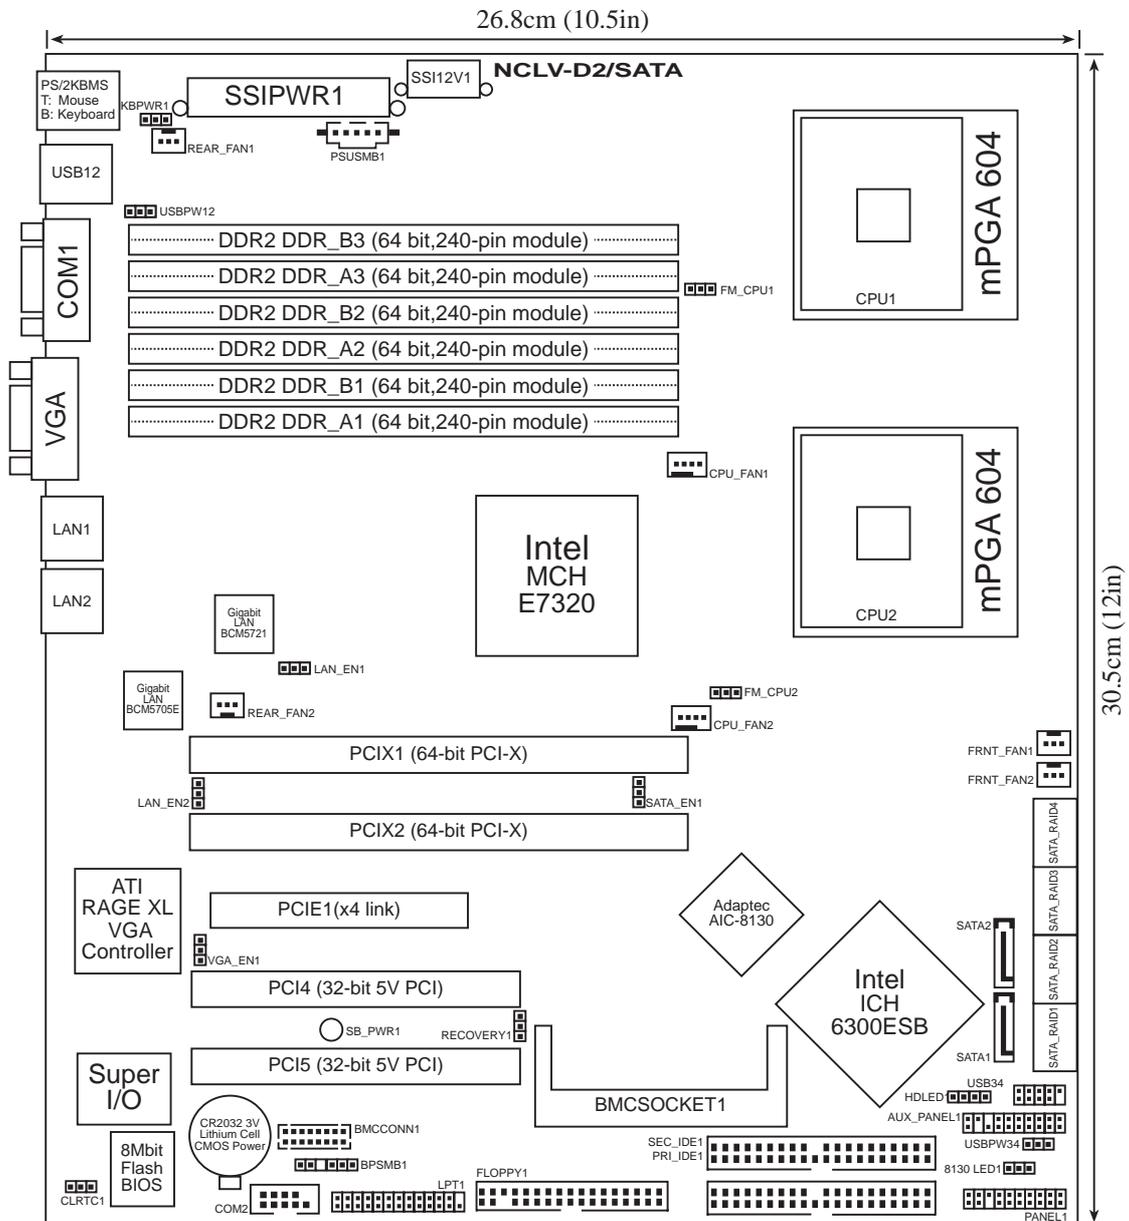 26.8cm (10.5in)
NCLV-D2/SATA
PS/2KBMS
T: Mouse
B: Keyboard
KBPWR1
SSIPWR1
SSI12V1
REAR_FAN1
PSUSMB1
USB12
USBPW12
COM1
DDR2 DDR_B3 (64 bit,240-pin module)
DDR2 DDR_A3 (64 bit,240-pin module)
DDR2 DDR_B2 (64 bit,240-pin module)
DDR2 DDR_A2 (64 bit,240-pin module)
DDR2 DDR_B1 (64 bit,240-pin module)
DDR2 DDR_A1 (64 bit,240-pin module)
FM_CPU1
CPU1
mPGA 604
VGA
CPU_FAN1
CPU2
mPGA 604
LAN1
LAN2
Intel
MCH
E7320
30.5cm (12in)
Gigabit
LAN
BCM5721
LAN_EN1
Gigabit
LAN
BCM5705E
REAR_FAN2
FM_CPU2
CPU_FAN2
FRNT_FAN1
FRNT_FAN2
PCIX1 (64-bit PCI-X)
LAN_EN2
SATA_EN1
PCIX2 (64-bit PCI-X)
SATA_RAID4
SATA_RAID3
SATA_RAID2
SATA_RAID1
ATI
RAGE XL
VGA
Controller
PCIE1(x4 link)
Adaptec
AIC-8130
SATA2
VGA_EN1
PCI4 (32-bit 5V PCI)
Intel
ICH
6300ESB
SB_PWR1
RECOVERY1
SATA1
PCI5 (32-bit 5V PCI)
Super
I/O
BMCSOCKET1
USB34
HDLED1
AUX_PANEL1
CR2032 3V
Lithium Cell
CMOS Power
BMCCONN1
8Mbit
Flash
BIOS
SEC_IDE1
PRI_IDE1
USBPW34
BPSMB1
FLOPPY1
8130 LED1
CLRTC1
COM2
LPT1
PANEL1